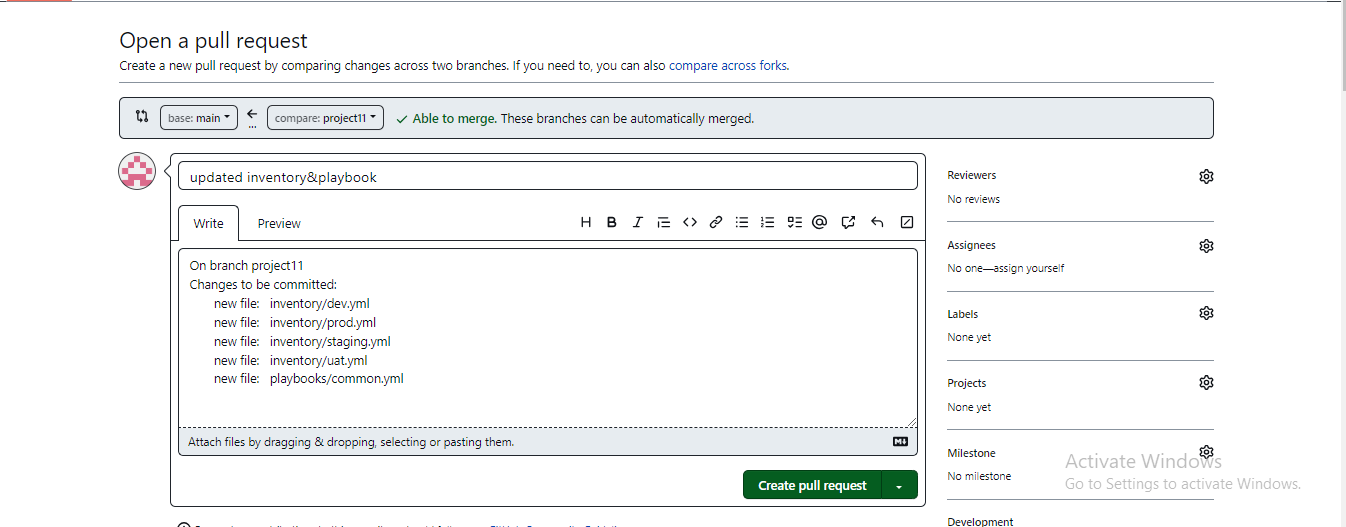 Open a pull request
Create a new pull request by comparing changes across two branches. If you need to, you can also compare across forks.
base: main
...
compare: project11
Able to merge. These branches can be automatically merged.
updated inventory&playbook
Write
Preview
H B I
On branch project11
Changes to be committed:
new file: inventory/dev.yml
new file: inventory/prod.yml
new file: inventory/staging.yml
new file: inventory/uat.yml
new file: playbooks/common.yml
Attach files by dragging & dropping, selecting or pasting them.
Create pull request
Reviewers
No reviews
Assignees
No one—assign yourself
Labels
None yet
Projects
None yet
Milestone
No milestone
Development
Activate Windows
Go to Settings to activate Windows.